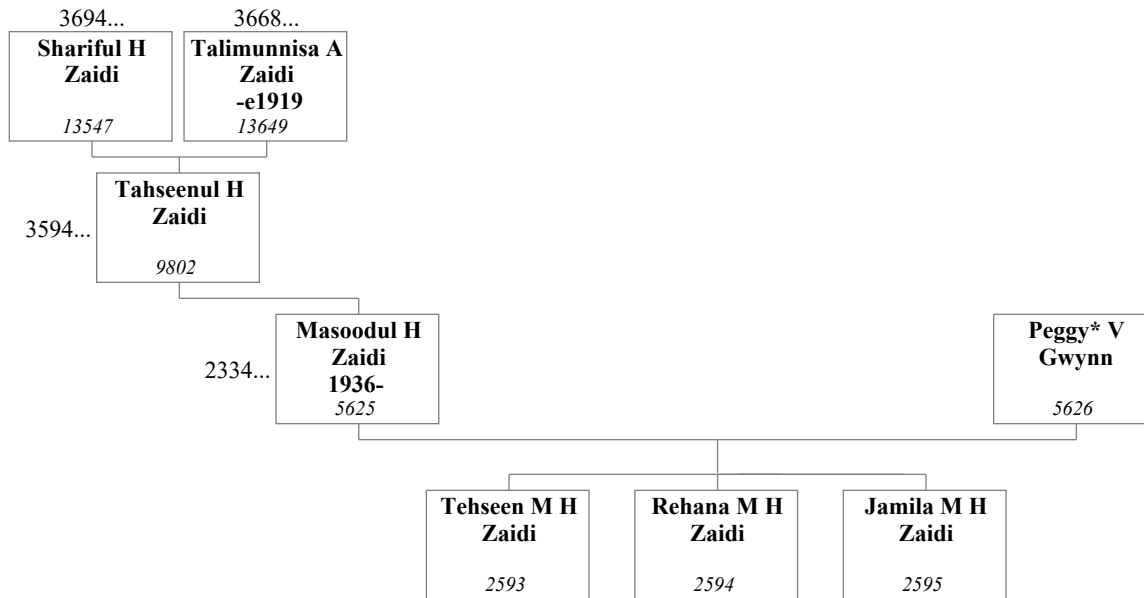 3694...
3668...
Shariful H
Zaidi
13547
Talimunnisa A
Zaidi
-e1919
13649
3594...
Tahseenul H
Zaidi
9802
2334...
Masoodul H
Zaidi
1936-
5625
Peggy* V
Gwynn
5626
Tehseen M H
Zaidi
2593
Rehana M H
Zaidi
2594
Jamila M H
Zaidi
2595